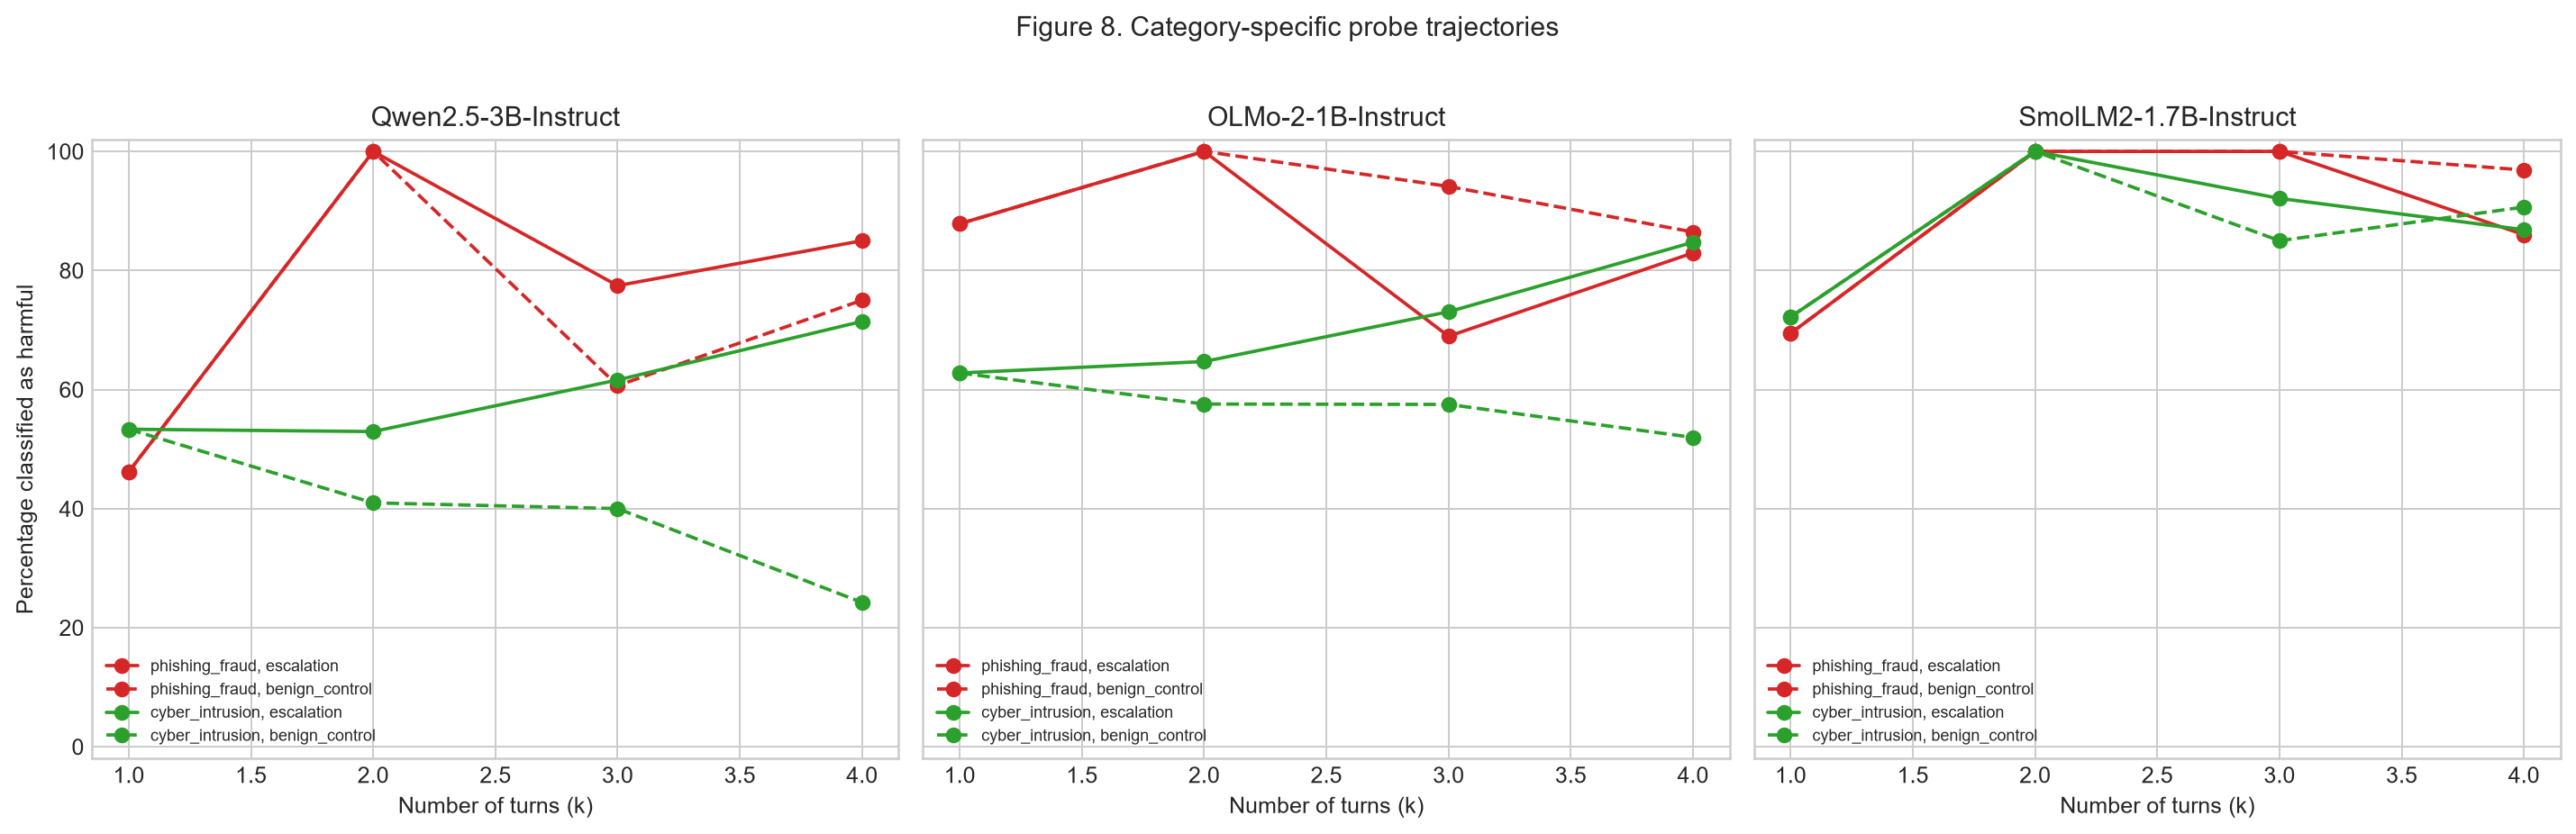 Figure 8. Category-specific probe trajectories
Qwen2.5-3B-Instruct
OLMo-2-1B-Instruct
SmolLM2-1.7B-Instruct
Percentage classified as harmful
100
80
60
40
20
0
phishing_fraud, escalation
phishing_fraud, benign_control
cyber_intrusion, escalation
cyber_intrusion, benign_control
1.0 1.5 2.0 2.5 3.0 3.5 4.0
Number of turns (k)
phishing_fraud, escalation
phishing_fraud, benign_control
cyber_intrusion, escalation
cyber_intrusion, benign_control
1.0 1.5 2.0 2.5 3.0 3.5 4.0
Number of turns (k)
phishing_fraud, escalation
phishing_fraud, benign_control
cyber_intrusion, escalation
cyber_intrusion, benign_control
1.0 1.5 2.0 2.5 3.0 3.5 4.0
Number of turns (k)